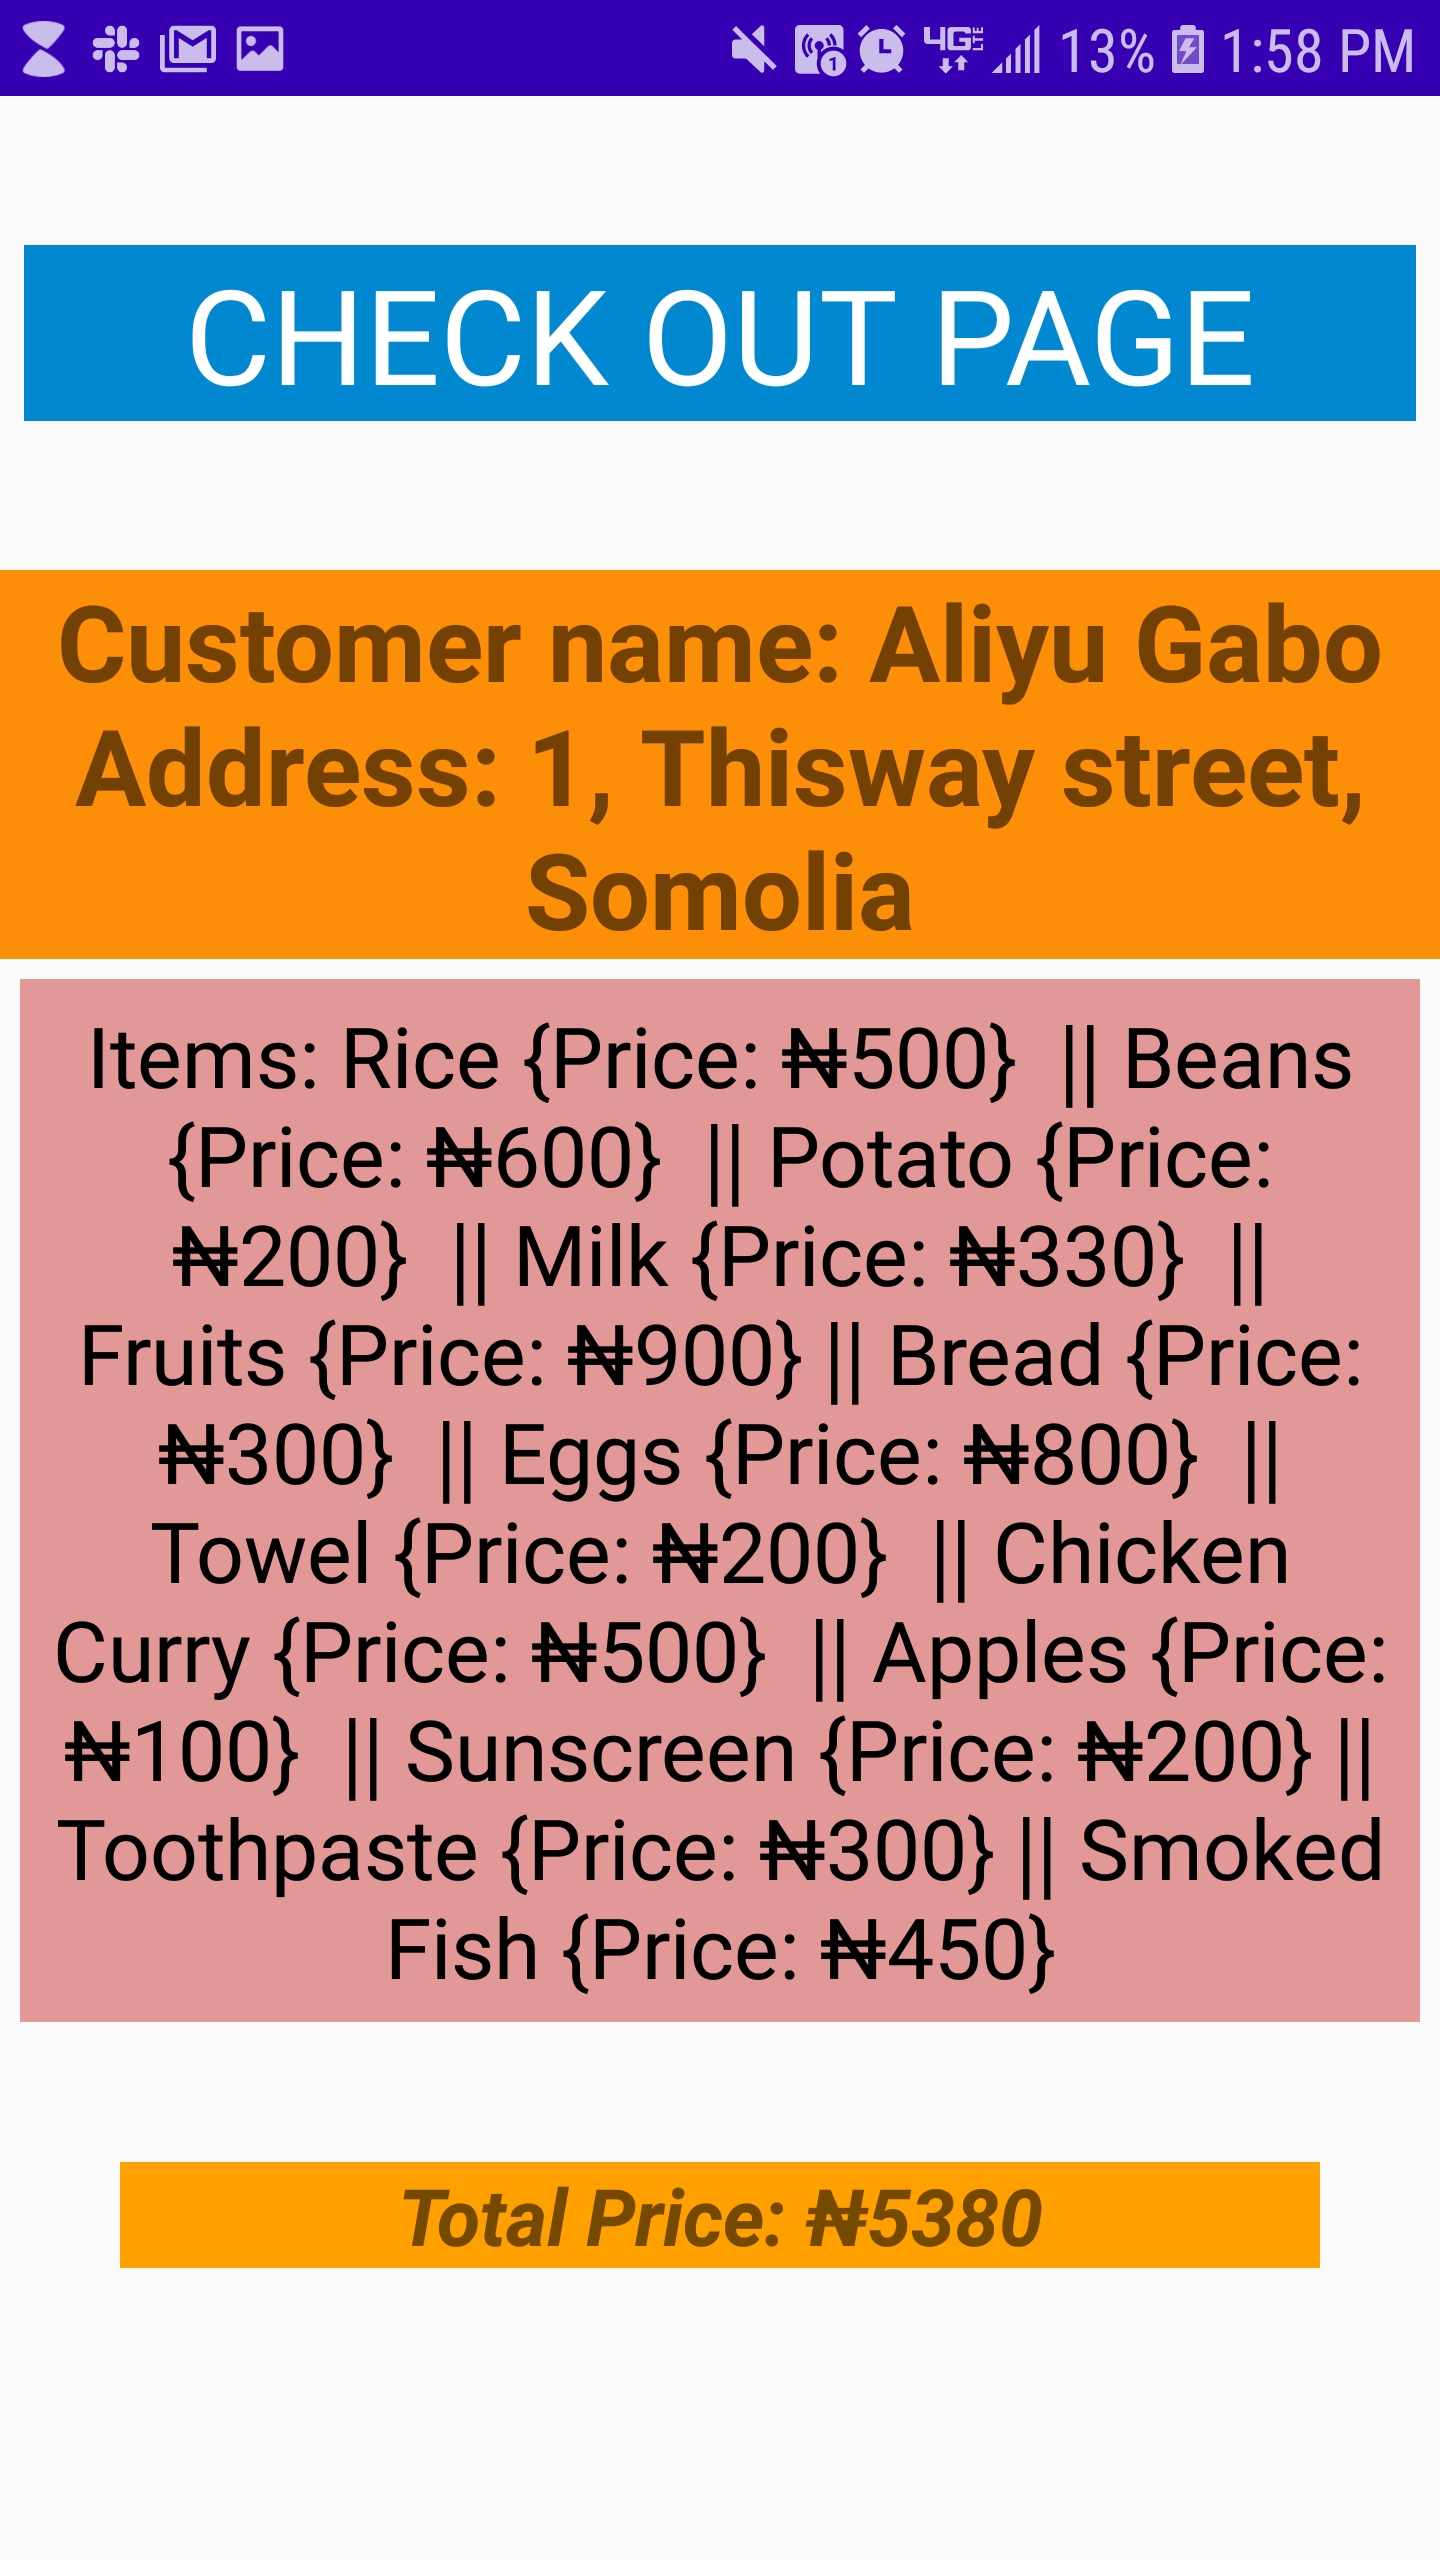 13% 1:58 PM
CHECK OUT PAGE
Customer name: Aliyu Gabo
Address: 1, Thisway street,
Somolia
Items: Rice {Price: ₦500}  || Beans
{Price: ₦600}  || Potato {Price:
₦200}  || Milk {Price: ₦330}  ||
Fruits {Price: ₦900} || Bread {Price:
₦300}  || Eggs {Price: ₦800}  ||
Towel {Price: ₦200}  || Chicken
Curry {Price: ₦500}  || Apples {Price:
₦100}  || Sunscreen {Price: ₦200} ||
Toothpaste {Price: ₦300} || Smoked
Fish {Price: ₦450}
Total Price: ₦5380